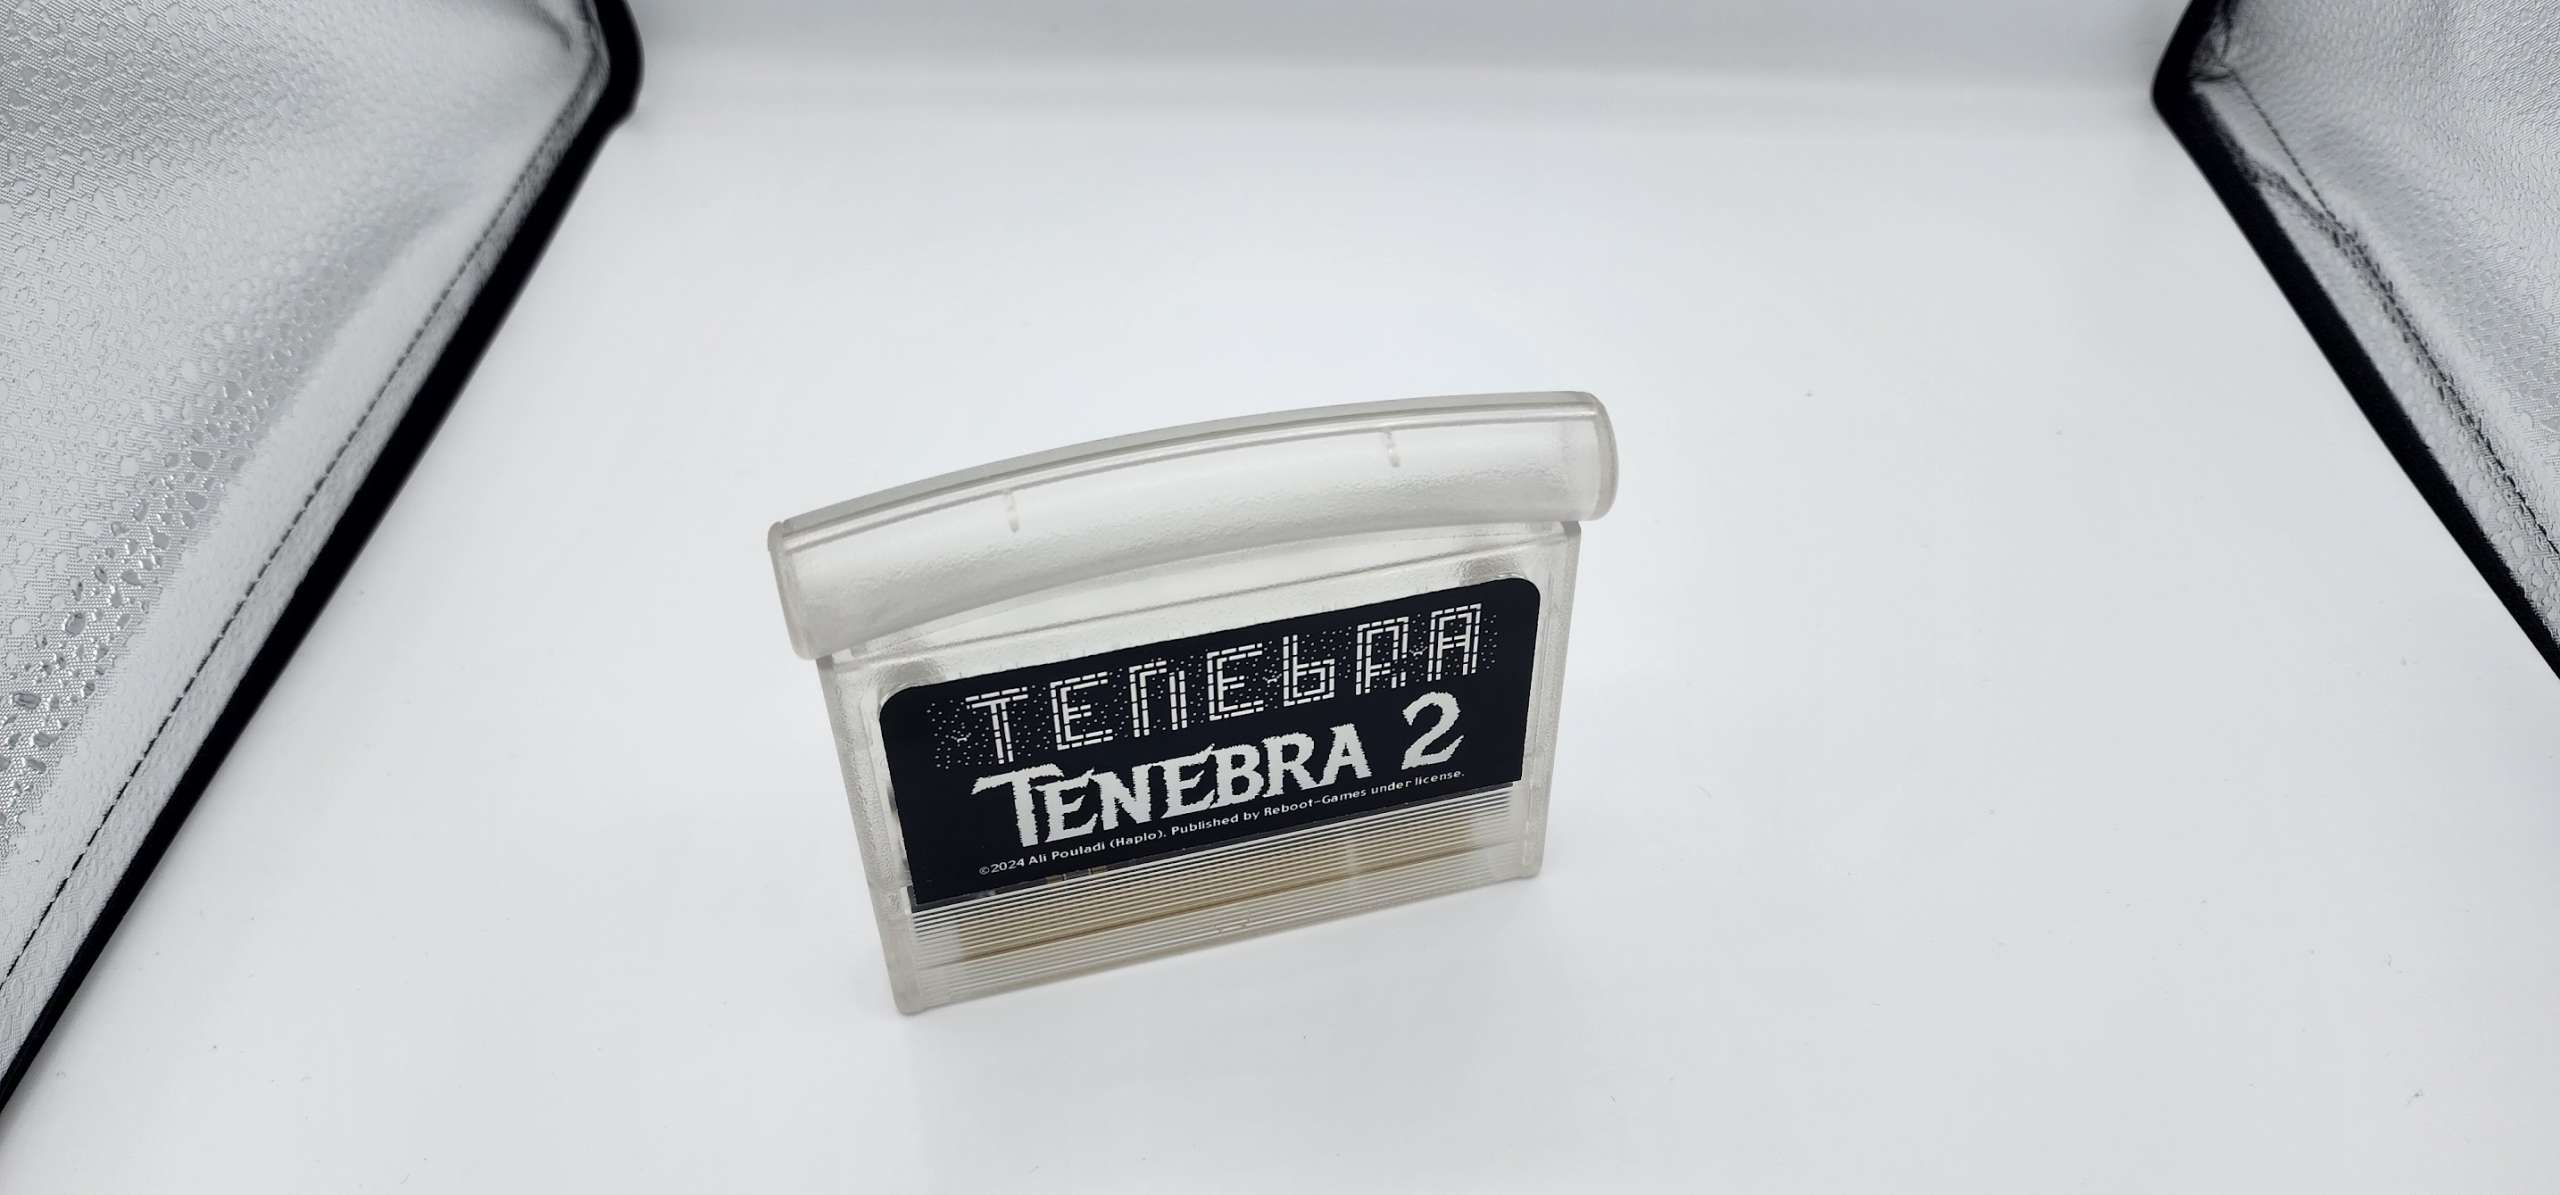 TENEbRA
TENEBRA 2
©2024 Ali Pouladi (Haplo). Published by Reboot-Games under license.